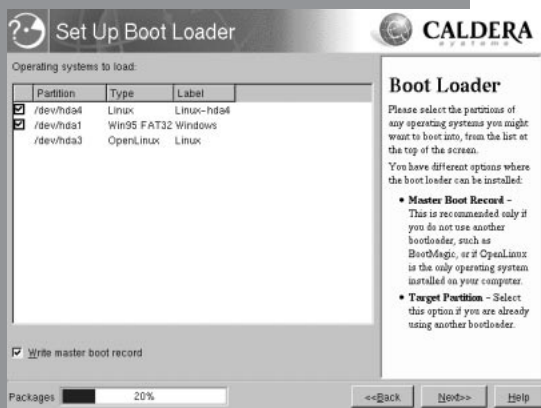 Set Up Boot Loader
CALDERA
systems
Operating systems to load:
Partition Type Label
/dev/hda4 Linux Linux-hda4
/dev/hda1 Win95 FAT32 Windows
/dev/hda3 OpenLinux Linux
Write master boot record
Packages 20%
Boot Loader
Please select the partitions of
any operating systems you might
want to boot into, from the list at
the top of the screen.
You have different options where
the boot loader can be installed:
• Master Boot Record –
This is recommended only if
you do not use another
bootloader, such as
BootMagic, or if OpenLinux
is the only operating system
installed on your computer.
• Target Partition – Select
this option if you are already
using another bootloader.
<<Back Next>> Help